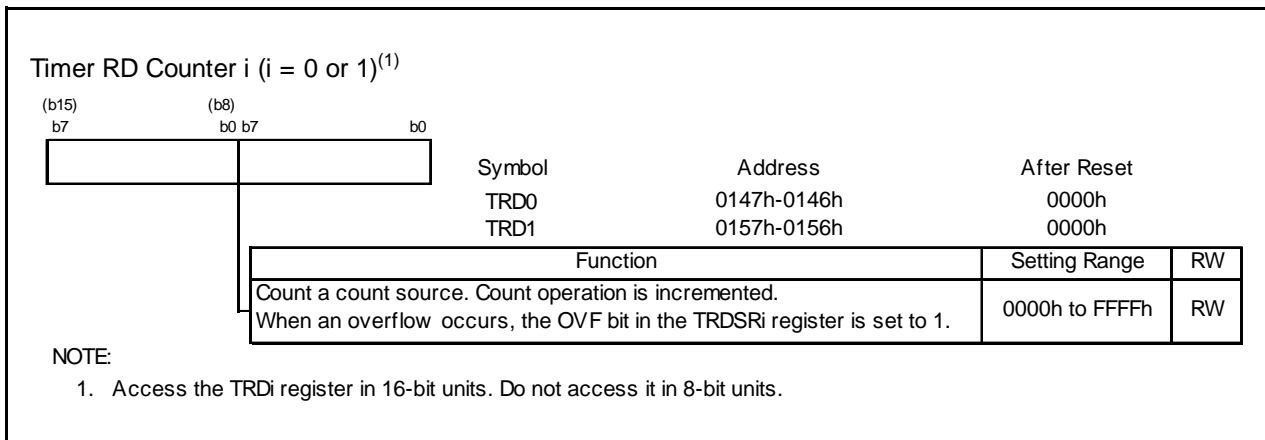 Timer RD Counter i (i = 0 or 1)(1)
(b15) (b8)
b7 b0 b7 b0
Symbol Address After Reset
TRD0 0147h-0146h 0000h
TRD1 0157h-0156h 0000h
Function Setting Range RW
Count a count source. Count operation is incremented.
When an overflow occurs, the OVF bit in the TRDSRi register is set to 1.
0000h to FFFFh RW
NOTE:
1. Access the TRDi register in 16-bit units. Do not access it in 8-bit units.